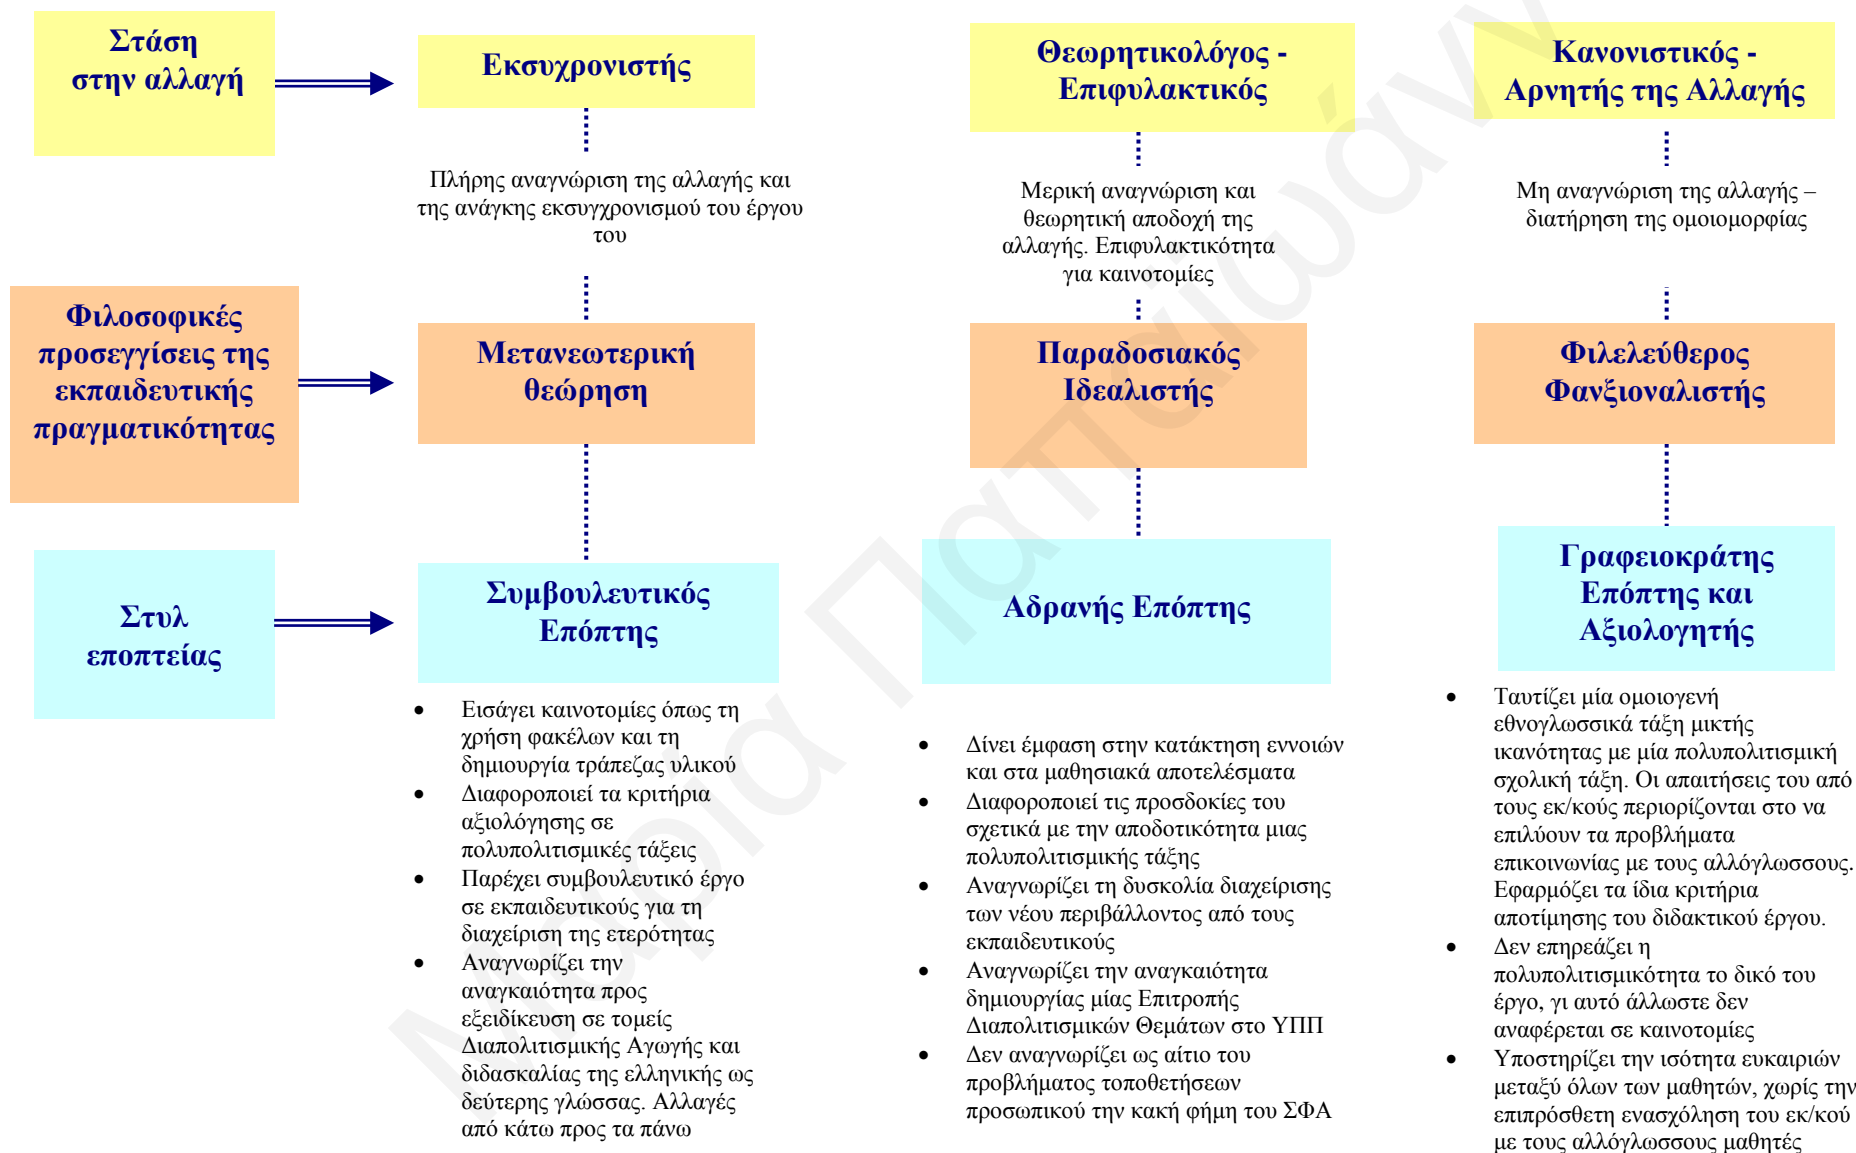 Στάση
στην αλλαγή
Εκσυχρονιστής
Θεωρητικολόγος -
Επιφυλακτικός
Κανονιστικός -
Αρνητής της Αλλαγής
Πλήρης αναγνώριση της αλλαγής και
της ανάγκης εκσυγχρονισμού του έργου
του
Μερική αναγνώριση και
θεωρητική αποδοχή της
αλλαγής. Επιφυλακτικότητα
για καινοτομίες
Μη αναγνώριση της αλλαγής –
διατήρηση της ομοιομορφίας
Φιλοσοφικές
προσεγγίσεις της
εκπαιδευτικής
πραγματικότητας
Μετανεωτερική
θεώρηση
Παραδοσιακός
Ιδεαλιστής
Φιλελεύθερος
Φανξιοναλιστής
Στυλ
εποπτείας
Συμβουλευτικός
Επόπτης
Αδρανής Επόπτης
Γραφειοκράτης
Επόπτης και
Αξιολογητής
• Εισάγει καινοτομίες όπως τη
χρήση φακέλων και τη
δημιουργία τράπεζας υλικού
• Διαφοροποιεί τα κριτήρια
αξιολόγησης σε
πολυπολιτισμικές τάξεις
• Παρέχει συμβουλευτικό έργο
σε εκπαιδευτικούς για τη
διαχείριση της ετερότητας
• Αναγνωρίζει την
αναγκαιότητα προς
εξειδίκευση σε τομείς
Διαπολιτισμικής Αγωγής και
διδασκαλίας της ελληνικής ως
δεύτερης γλώσσας. Αλλαγές
από κάτω προς τα πάνω
• Δίνει έμφαση στην κατάκτηση εννοιών
και στα μαθησιακά αποτελέσματα
• Διαφοροποιεί τις προσδοκίες του
σχετικά με την αποδοτικότητα μιας
πολυπολιτισμικής τάξης
• Αναγνωρίζει τη δυσκολία διαχείρισης
των νέου περιβάλλοντος από τους
εκπαιδευτικούς
• Αναγνωρίζει την αναγκαιότητα
δημιουργίας μίας Επιτροπής
Διαπολιτισμικών Θεμάτων στο ΥΠΠ
• Δεν αναγνωρίζει ως αίτιο του
προβλήματος τοποθετήσεων
προσωπικού την κακή φήμη του ΣΦΑ
• Ταυτίζει μία ομοιογενή
εθνογλωσσικά τάξη μικτής
ικανότητας με μία πολυπολιτισμική
σχολική τάξη. Οι απαιτήσεις του από
τους εκ/κούς περιορίζονται στο να
επιλύουν τα προβλήματα
επικοινωνίας με τους αλλόγλωσσους.
Εφαρμόζει τα ίδια κριτήρια
αποτίμησης του διδακτικού έργου.
• Δεν επηρεάζει η
πολυπολιτισμικότητα το δικό του
έργο, γι αυτό άλλωστε δεν
αναφέρεται σε καινοτομίες
• Υποστηρίζει την ισότητα ευκαιριών
μεταξύ όλων των μαθητών, χωρίς την
επιπρόσθετη ενασχόληση του εκ/κού
με τους αλλόγλωσσους μαθητές
Μαρία